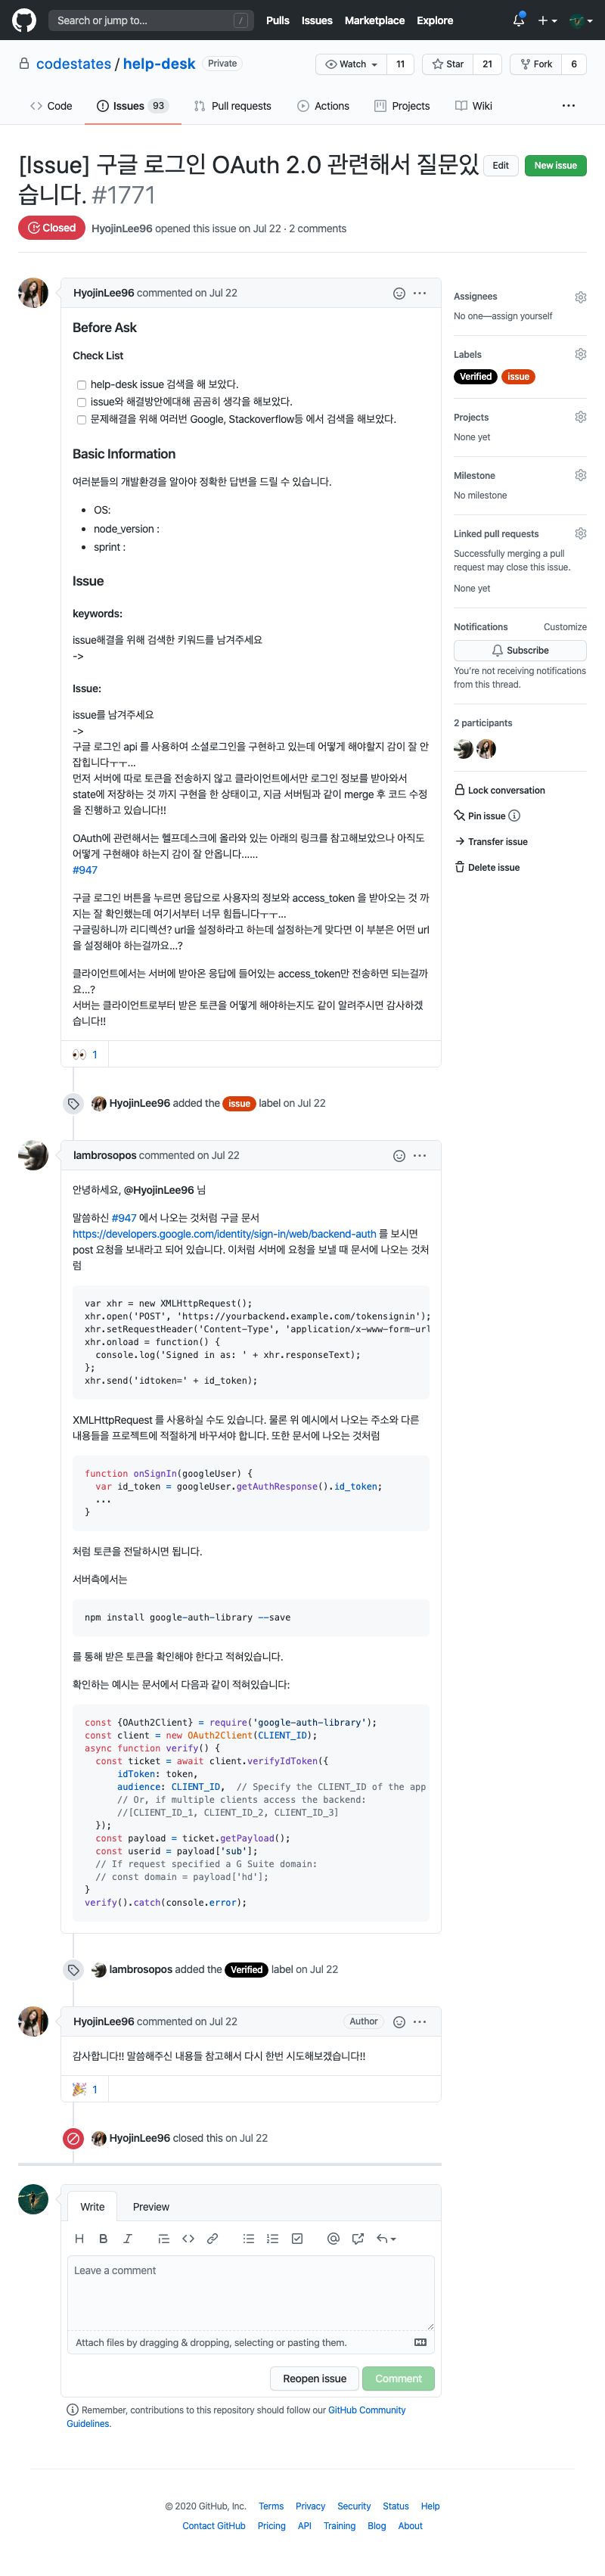 Search or jump to... /
Pulls Issues Marketplace Explore
codestates / help-desk Private
Watch 11 Star 21 Fork 6
Code Issues 93 Pull requests Actions Projects Wiki ...
[Issue] 구글 로그인 OAuth 2.0 관련해서 질문있
습니다. #1771
Edit New issue
Closed HyojinLee96 opened this issue on Jul 22 · 2 comments
HyojinLee96 commented on Jul 22
Before Ask
Check List
help-desk issue 검색을 해 보았다.
issue와 해결방안에대해 곰곰히 생각을 해보았다.
문제해결을 위해 여러번 Google, Stackoverflow등 에서 검색을 해보았다.
Basic Information
여러분들의 개발환경을 알아야 정확한 답변을 드릴 수 있습니다.
• OS:
• node_version :
• sprint :
Issue
keywords:
issue해결을 위해 검색한 키워드를 남겨주세요
->
Issue:
issue를 남겨주세요
->
구글 로그인 api 를 사용하여 소셜로그인을 구현하고 있는데 어떻게 해야할지 감이 잘 안
잡힙니다ㅜㅜ...
먼저 서버에 따로 토큰을 전송하지 않고 클라이언트에서만 로그인 정보를 받아와서
state에 저장하는 것 까지 구현을 한 상태이고, 지금 서버팀과 같이 merge 후 코드 수정
을 진행하고 있습니다!!
OAuth에 관련해서는 헬프데스크에 올라와 있는 아래의 링크를 참고해보았으나 아직도
어떻게 구현해야 하는지 감이 잘 안옵니다......
#947
구글 로그인 버튼을 누르면 응답으로 사용자의 정보와 access_token 을 받아오는 것 까
지는 잘 확인했는데 여기서부터 너무 힘듭니다ㅜㅜ...
구글링하니까 리디렉션? url을 설정하라고 하는데 설정하는게 맞다면 이 부분은 어떤 url
을 설정해야 하는걸까요...?
클라이언트에서는 서버에 받아온 응답에 들어있는 access_token만 전송하면 되는걸까
요...?
서버는 클라이언트로부터 받은 토큰을 어떻게 해야하는지도 같이 알려주시면 감사하겠
습니다!!
👀 1
HyojinLee96 added the issue label on Jul 22
lambrosopos commented on Jul 22
안녕하세요, @HyojinLee96 님
말씀하신 #947 에서 나오는 것처럼 구글 문서
https://developers.google.com/identity/sign-in/web/backend-auth 를 보시면
post 요청을 보내라고 되어 있습니다. 이처럼 서버에 요청을 보낼 때 문서에 나오는 것처
럼
var xhr = new XMLHttpRequest();
xhr.open('POST', 'https://yourbackend.example.com/tokensignin');
xhr.setRequestHeader('Content-Type', 'application/x-www-form-url
xhr.onload = function() {
console.log('Signed in as: ' + xhr.responseText);
};
xhr.send('idtoken=' + id_token);
XMLHttpRequest 를 사용하실 수도 있습니다. 물론 위 예시에서 나오는 주소와 다른
내용들을 프로젝트에 적절하게 바꾸셔야 합니다. 또한 문서에 나오는 것처럼
function onSignIn(googleUser) {
var id_token = googleUser.getAuthResponse().id_token;
...
}
처럼 토큰을 전달하시면 됩니다.
서버측에서는
npm install google-auth-library --save
를 통해 받은 토큰을 확인해야 한다고 적혀있습니다.
확인하는 예시는 문서에서 다음과 같이 적혀있습니다:
const {OAuth2Client} = require('google-auth-library');
const client = new OAuth2Client(CLIENT_ID);
async function verify() {
const ticket = await client.verifyIdToken({
idToken: token,
audience: CLIENT_ID, // Specify the CLIENT_ID of the app
// Or, if multiple clients access the backend:
//[CLIENT_ID_1, CLIENT_ID_2, CLIENT_ID_3]
});
const payload = ticket.getPayload();
const userid = payload['sub'];
// If request specified a G Suite domain:
// const domain = payload['hd'];
}
verify().catch(console.error);
lambrosopos added the Verified label on Jul 22
HyojinLee96 commented on Jul 22 Author
감사합니다!! 말씀해주신 내용들 참고해서 다시 한번 시도해보겠습니다!!
🎉 1
HyojinLee96 closed this on Jul 22
Write Preview
Leave a comment
Attach files by dragging & dropping, selecting or pasting them.
Reopen issue Comment
Remember, contributions to this repository should follow our GitHub Community
Guidelines.
Assignees
No one—assign yourself
Labels
Verified issue
Projects
None yet
Milestone
No milestone
Linked pull requests
Successfully merging a pull
request may close this issue.
None yet
Notifications Customize
Subscribe
You're not receiving notifications
from this thread.
2 participants
Lock conversation
Pin issue
Transfer issue
Delete issue
© 2020 GitHub, Inc. Terms Privacy Security Status Help
Contact GitHub Pricing API Training Blog About